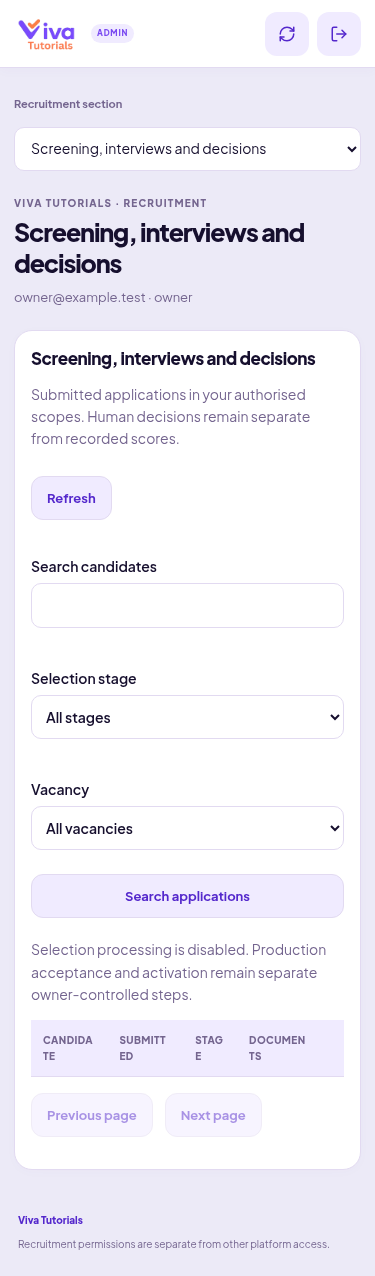 Viva
Tutorials
ADMIN
Recruitment section
Screening, interviews and decisions
VIVA TUTORIALS · RECRUITMENT
Screening, interviews and
decisions
owner@example.test · owner
Screening, interviews and decisions
Submitted applications in your authorised
scopes. Human decisions remain separate
from recorded scores.
Refresh
Search candidates
Selection stage
All stages
Vacancy
All vacancies
Search applications
Selection processing is disabled. Production
acceptance and activation remain separate
owner-controlled steps.
CANDIDA SUBMITT STAG DOCUMEN
TE ED E TS
Previous page Next page
Viva Tutorials
Recruitment permissions are separate from other platform access.